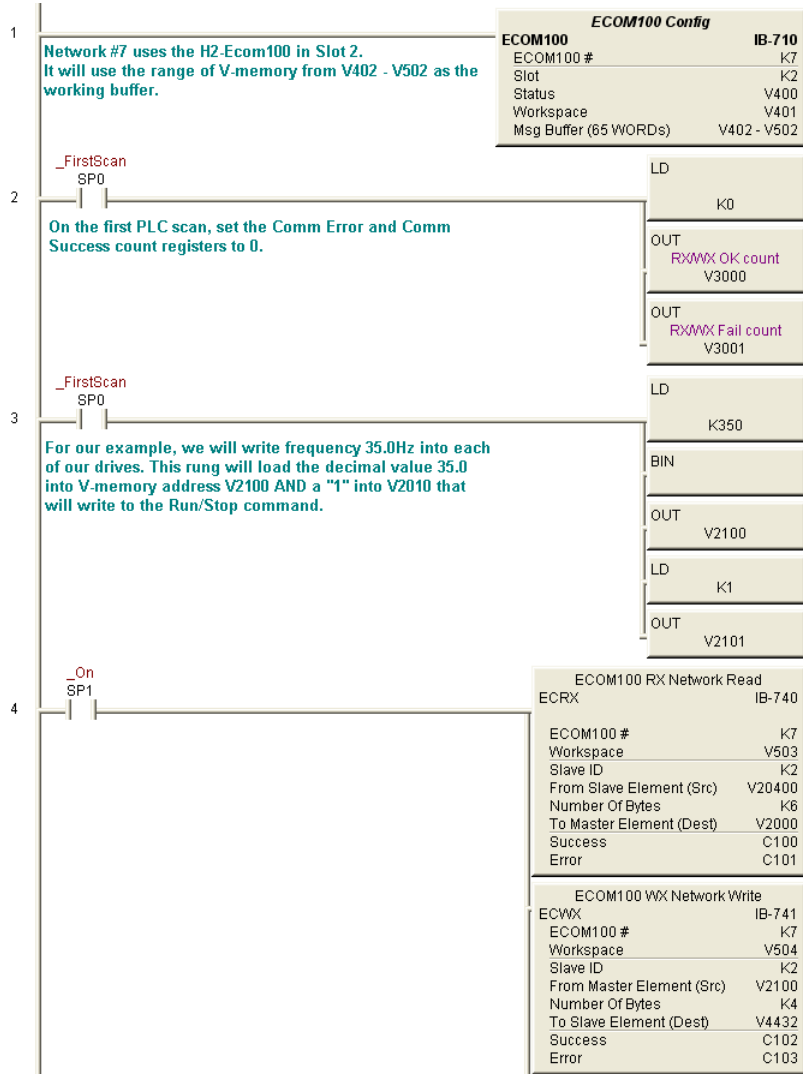 1
Network #7 uses the H2-Ecom100 in Slot 2.
It will use the range of V-memory from V402 - V502 as the
working buffer.
ECOM100 Config
ECOM100 IB-710
ECOM100 # K7
Slot K2
Status V400
Workspace V401
Msg Buffer (65 WORDs) V402 - V502
2
_FirstScan
SP0
On the first PLC scan, set the Comm Error and Comm
Success count registers to 0.
LD
K0
OUT
RX/WX OK count
V3000
OUT
RX/WX Fail count
V3001
3
_FirstScan
SP0
For our example, we will write frequency 35.0Hz into each
of our drives. This rung will load the decimal value 35.0
into V-memory address V2100 AND a "1" into V2010 that
will write to the Run/Stop command.
LD
K350
BIN
OUT
V2100
LD
K1
OUT
V2101
4
_On
SP1
ECOM100 RX Network Read
ECRX IB-740
ECOM100 # K7
Workspace V503
Slave ID K2
From Slave Element (Src) V20400
Number Of Bytes K6
To Master Element (Dest) V2000
Success C100
Error C101
ECOM100 WX Network Write
ECWX IB-741
ECOM100 # K7
Workspace V504
Slave ID K2
From Master Element (Src) V2100
Number Of Bytes K4
To Slave Element (Dest) V4432
Success C102
Error C103